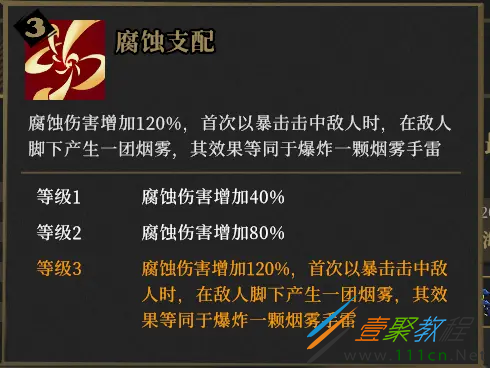 3
腐蚀支配
腐蚀伤害增加120%，首次以暴击击中敌人时，在敌人
脚下产生一团烟雾，其效果等同于爆炸一颗烟雾手雷
等级1 腐蚀伤害增加40%
等级2 腐蚀伤害增加80%
等级3 腐蚀伤害增加120%，首次以暴击击中敌
人时，在敌人脚下产生一团烟雾，其效
果等同于爆炸一颗烟雾手雷
壹聚教程
www.111cn.Net